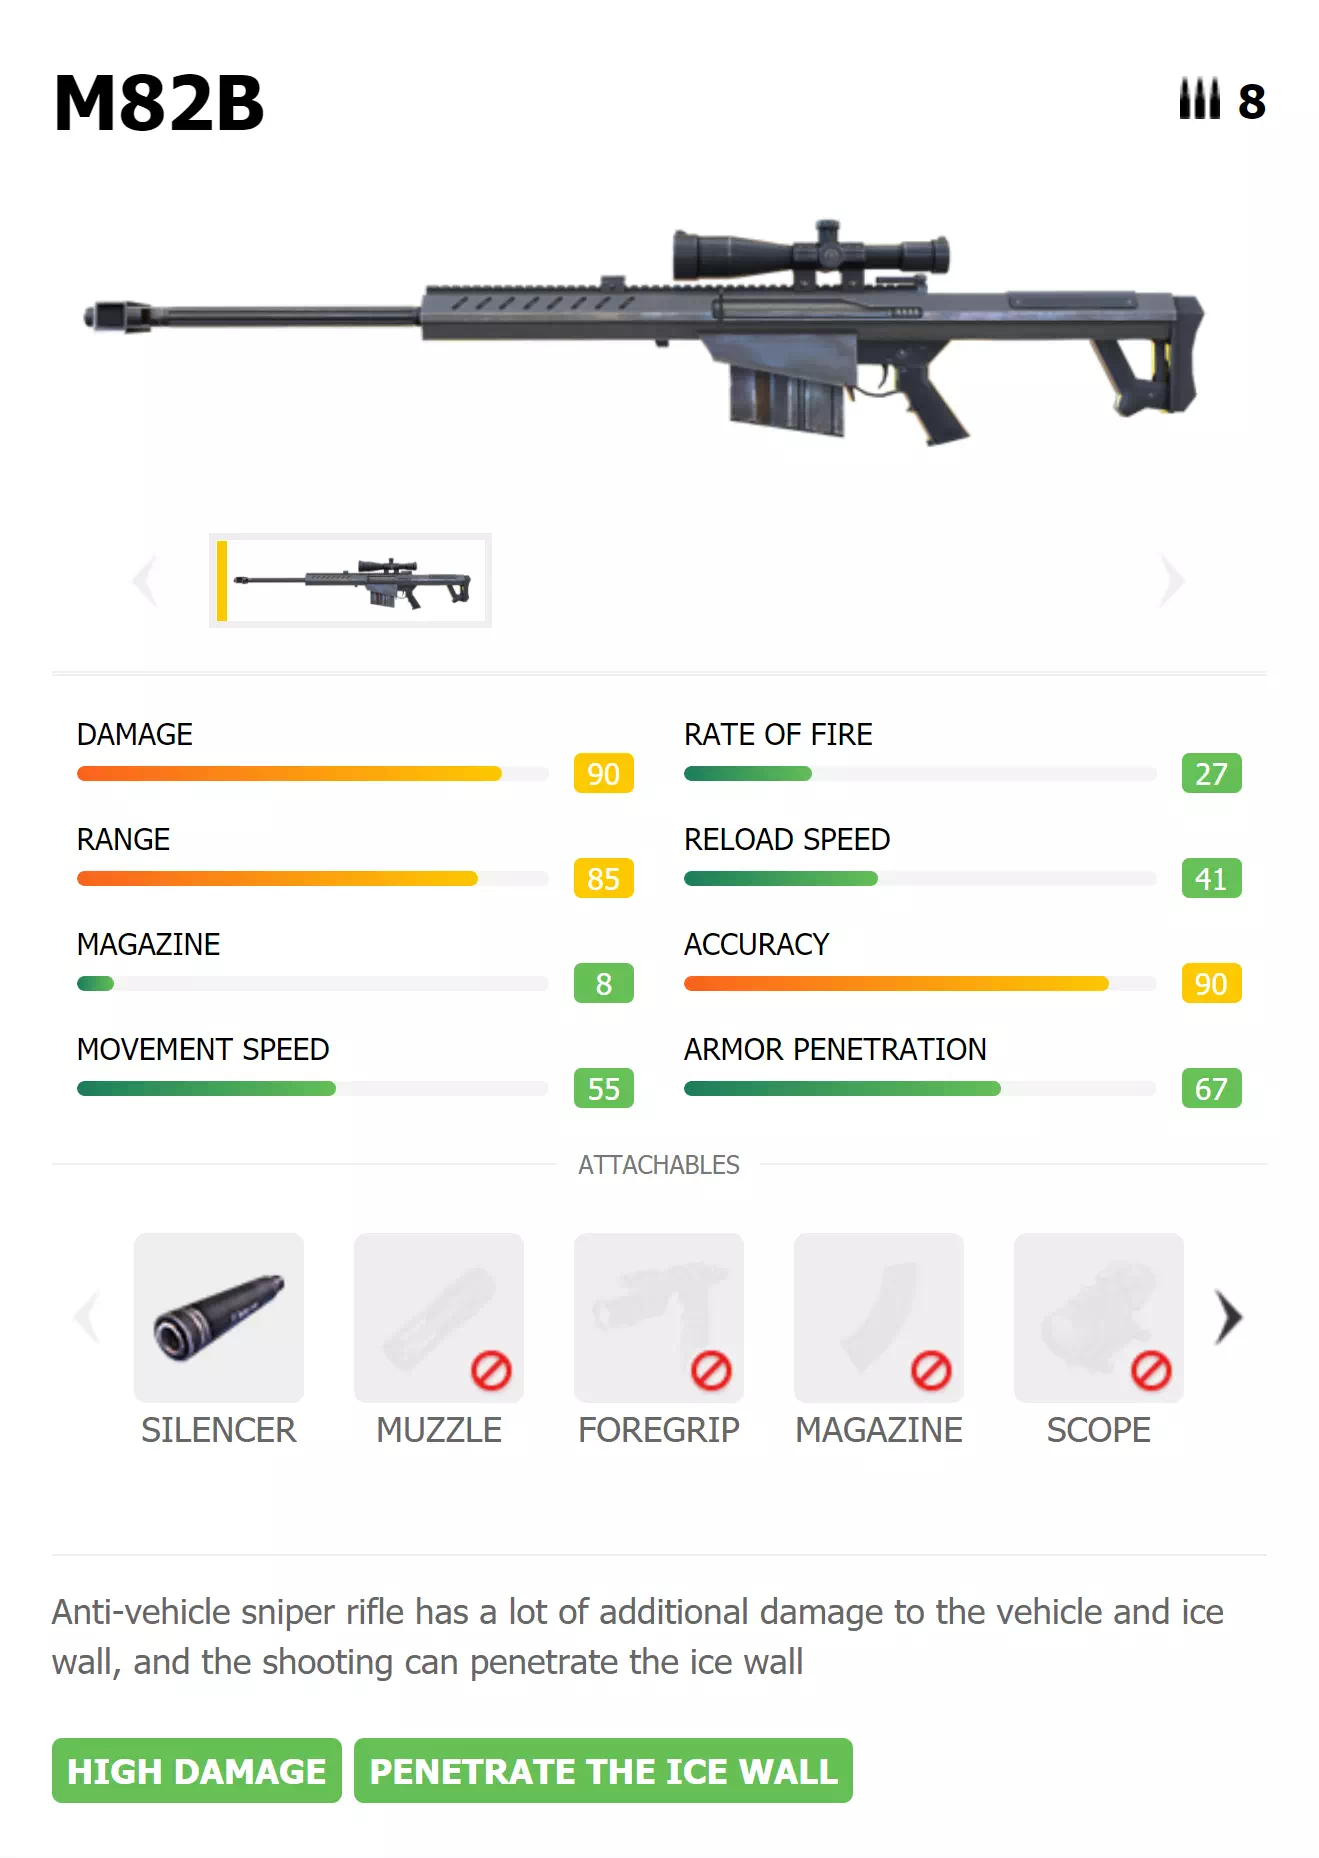 M82B
8
DAMAGE
90
RATE OF FIRE
27
RANGE
85
RELOAD SPEED
41
MAGAZINE
8
ACCURACY
90
MOVEMENT SPEED
55
ARMOR PENETRATION
67
ATTACHABLES
SILENCER
MUZZLE
FOREGRIP
MAGAZINE
SCOPE
Anti-vehicle sniper rifle has a lot of additional damage to the vehicle and ice
wall, and the shooting can penetrate the ice wall
HIGH DAMAGE
PENETRATE THE ICE WALL